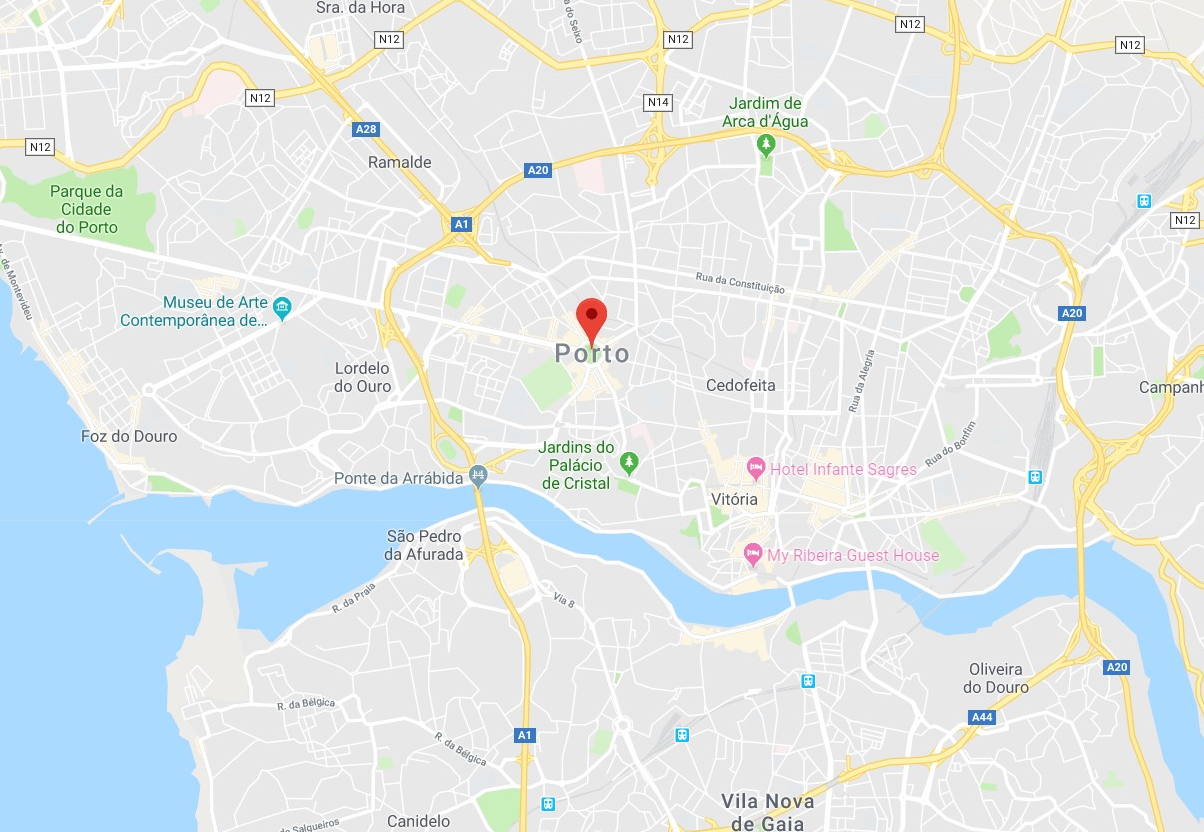 Sra. da Hora
a do Seixo
N12
N12
N12
N12
N12
N14
Jardim de
Arca d'Água
A28
N12
Ramalde
A20
Parque da
Cidade
do Porto
N12
A1
Av. de Montevideu
Rua da Constituição
Museu de Arte
Contemporânea de...
A20
Porto
Lordelo
do Ouro
Cedofeita
Rua da Alegria
Campanh
Foz do Douro
Rua do Bonfim
Jardins do
Palácio
de Cristal
Ponte da Arrábida
Hotel Infante Sagres
Vitória
São Pedro
da Afurada
My Ribeira Guest House
R. da Praia
Via 8
Oliveira
do Douro
A20
R. da Bélgica
A44
A1
R. da Bélgica
Vila Nova
de Gaia
Canidelo
do Salgueiros